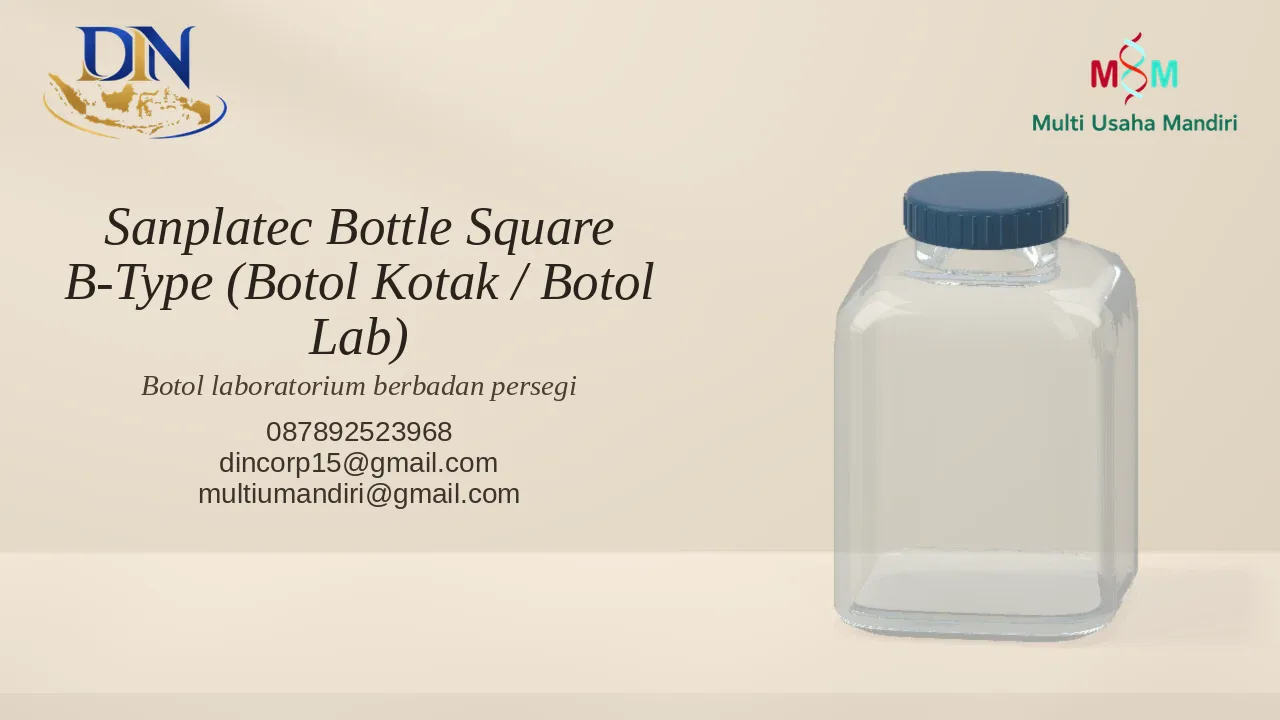 DIN
MSM
Multi Usaha Mandiri
Sanplatec Bottle Square
B-Type (Botol Kotak / Botol
Lab)
Botol laboratorium berbadan persegi
087892523968
dincorp15@gmail.com
multiumandiri@gmail.com